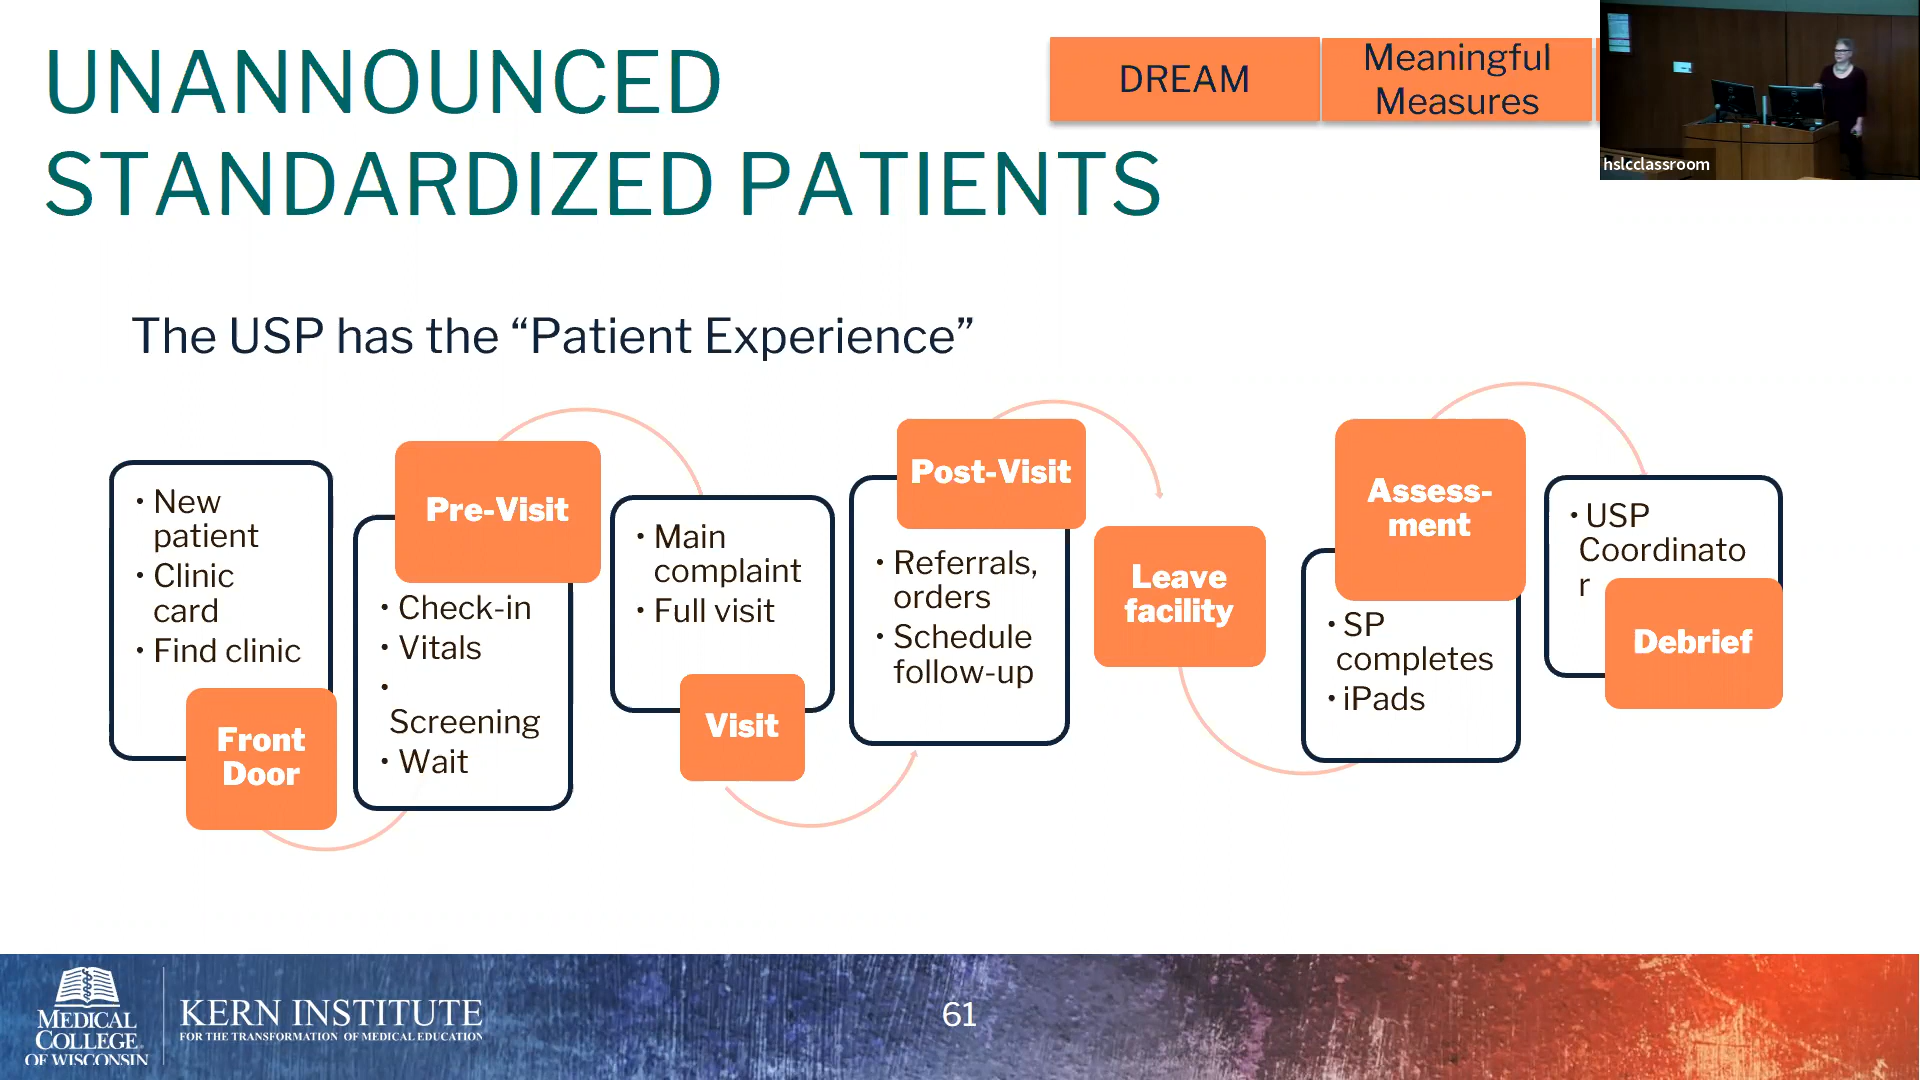 UNANNOUNCED
STANDARDIZED PATIENTS
DREAM
Meaningful
Measures
hslcclassroom
The USP has the “Patient Experience”
• New
patient
• Clinic
card
• Find clinic
Front
Door
Pre-Visit
• Check-in
• Vitals
•
Screening
• Wait
• Main
complaint
• Full visit
Visit
Post-Visit
• Referrals,
orders
• Schedule
follow-up
Leave
facility
Assess-
ment
• SP
completes
• iPads
• USP
Coordinato
r
Debrief
MEDICAL
COLLEGE
OF WISCONSIN
KERN INSTITUTE
FOR THE TRANSFORMATION OF MEDICAL EDUCATION
61